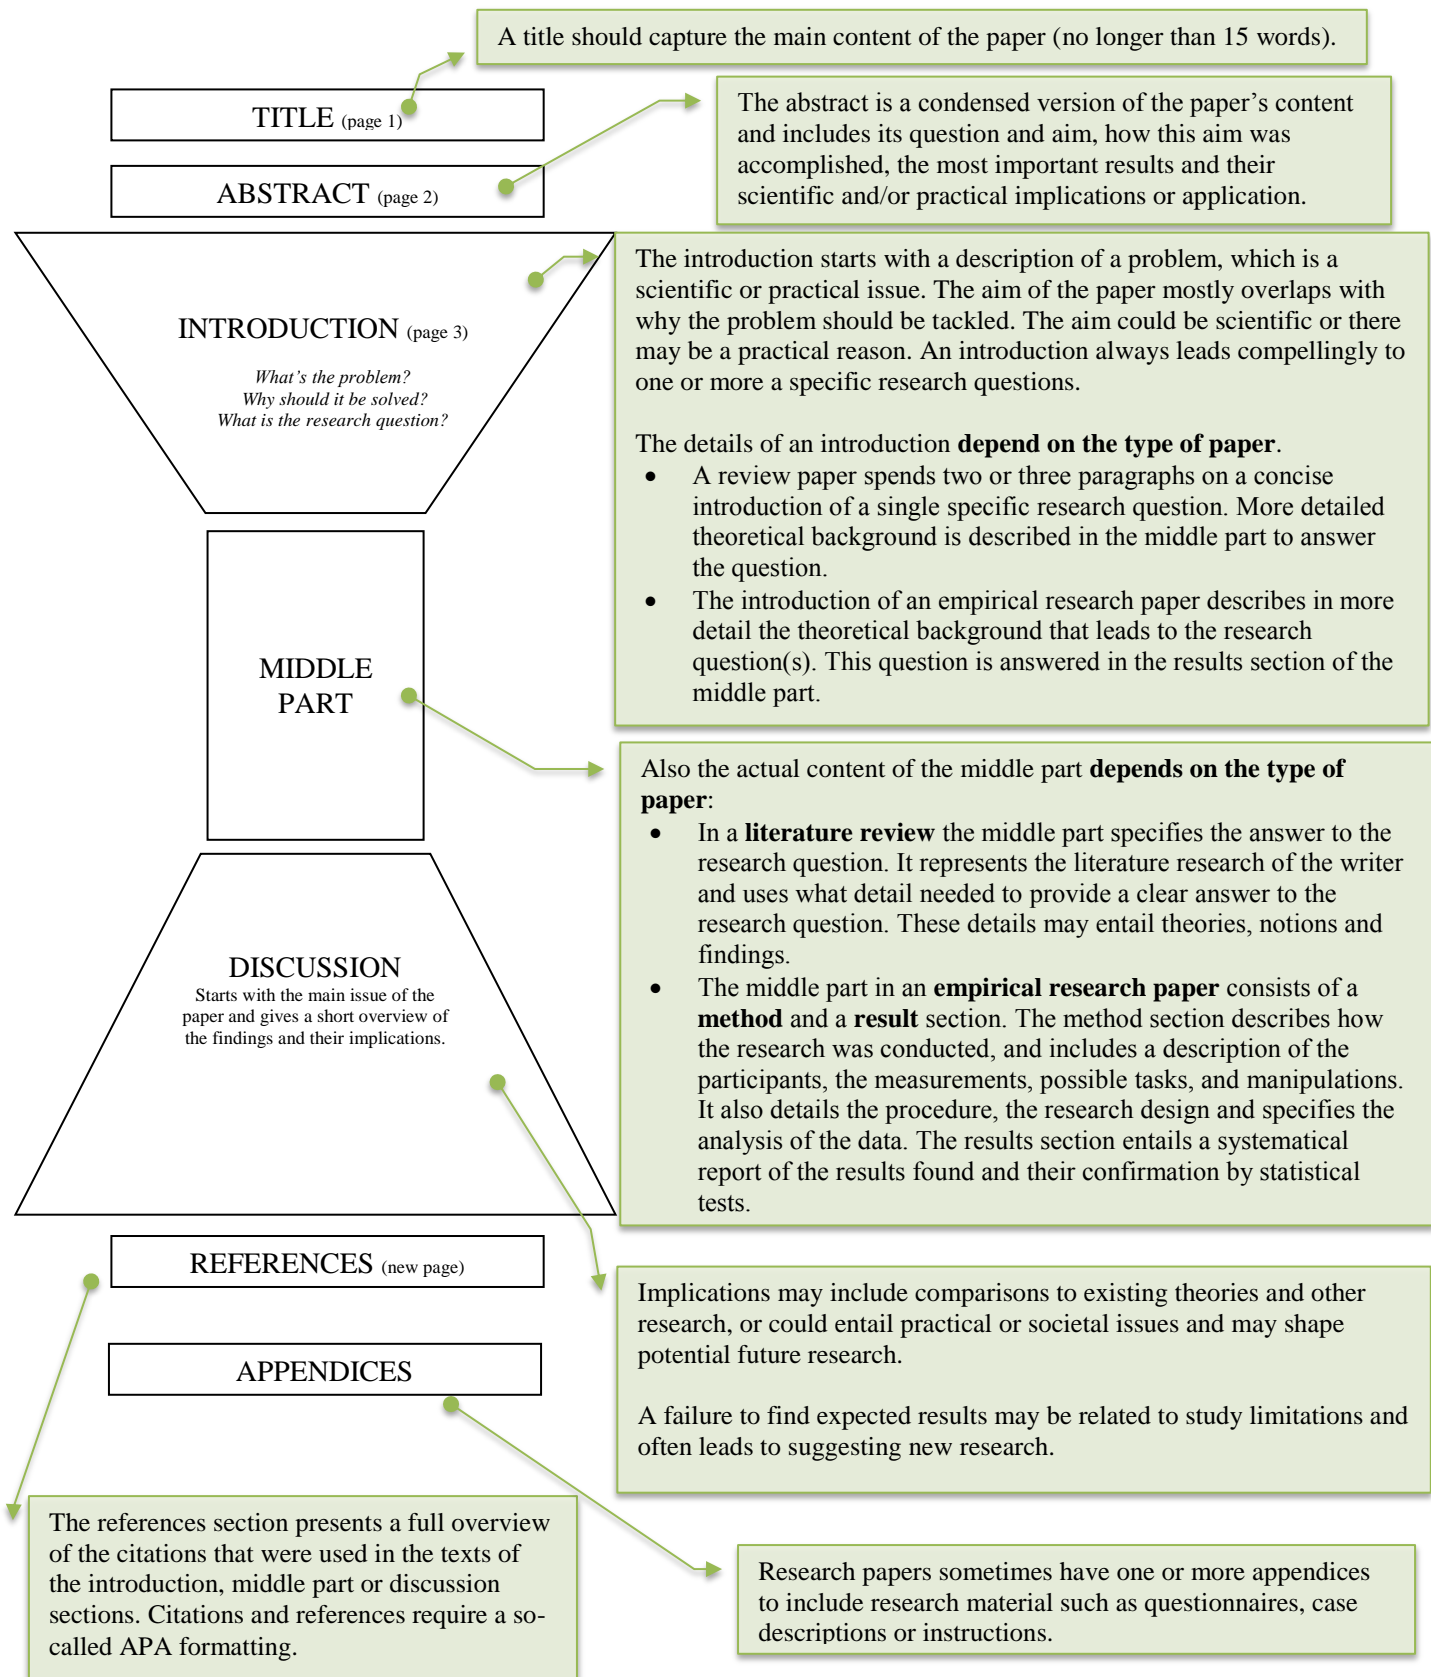 A title should capture the main content of the paper (no longer than 15 words).
TITLE (page 1)
The abstract is a condensed version of the paper's content
and includes its question and aim, how this aim was
accomplished, the most important results and their
scientific and/or practical implications or application.
ABSTRACT (page 2)
The introduction starts with a description of a problem, which is a
scientific or practical issue. The aim of the paper mostly overlaps with
why the problem should be tackled. The aim could be scientific or there
may be a practical reason. An introduction always leads compellingly to
one or more a specific research questions.
The details of an introduction depend on the type of paper.
• A review paper spends two or three paragraphs on a concise
introduction of a single specific research question. More detailed
theoretical background is described in the middle part to answer
the question.
• The introduction of an empirical research paper describes in more
detail the theoretical background that leads to the research
question(s). This question is answered in the results section of the
middle part.
INTRODUCTION (page 3)
What's the problem?
Why should it be solved?
What is the research question?
MIDDLE
PART
Also the actual content of the middle part depends on the type of
paper:
• In a literature review the middle part specifies the answer to the
research question. It represents the literature research of the writer
and uses what detail needed to provide a clear answer to the
research question. These details may entail theories, notions and
findings.
• The middle part in an empirical research paper consists of a
method and a result section. The method section describes how
the research was conducted, and includes a description of the
participants, the measurements, possible tasks, and manipulations.
It also details the procedure, the research design and specifies the
analysis of the data. The results section entails a systematical
report of the results found and their confirmation by statistical
tests.
DISCUSSION
Starts with the main issue of the
paper and gives a short overview of
the findings and their implications.
REFERENCES (new page)
Implications may include comparisons to existing theories and other
research, or could entail practical or societal issues and may shape
potential future research.
A failure to find expected results may be related to study limitations and
often leads to suggesting new research.
APPENDICES
The references section presents a full overview
of the citations that were used in the texts of
the introduction, middle part or discussion
sections. Citations and references require a so-
called APA formatting.
Research papers sometimes have one or more appendices
to include research material such as questionnaires, case
descriptions or instructions.